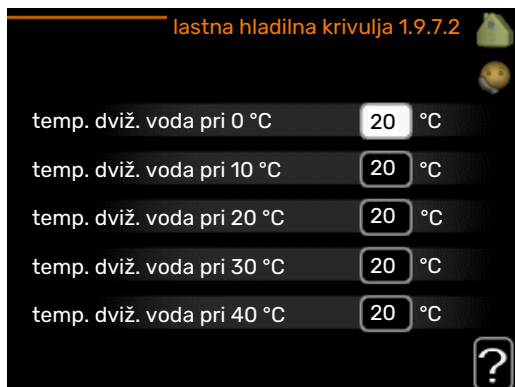 lastna hladilna krivulja 1.9.7.2
temp. dviž. voda pri 0 °C 20 °C
temp. dviž. voda pri 10 °C 20 °C
temp. dviž. voda pri 20 °C 20 °C
temp. dviž. voda pri 30 °C 20 °C
temp. dviž. voda pri 40 °C 20 °C
?